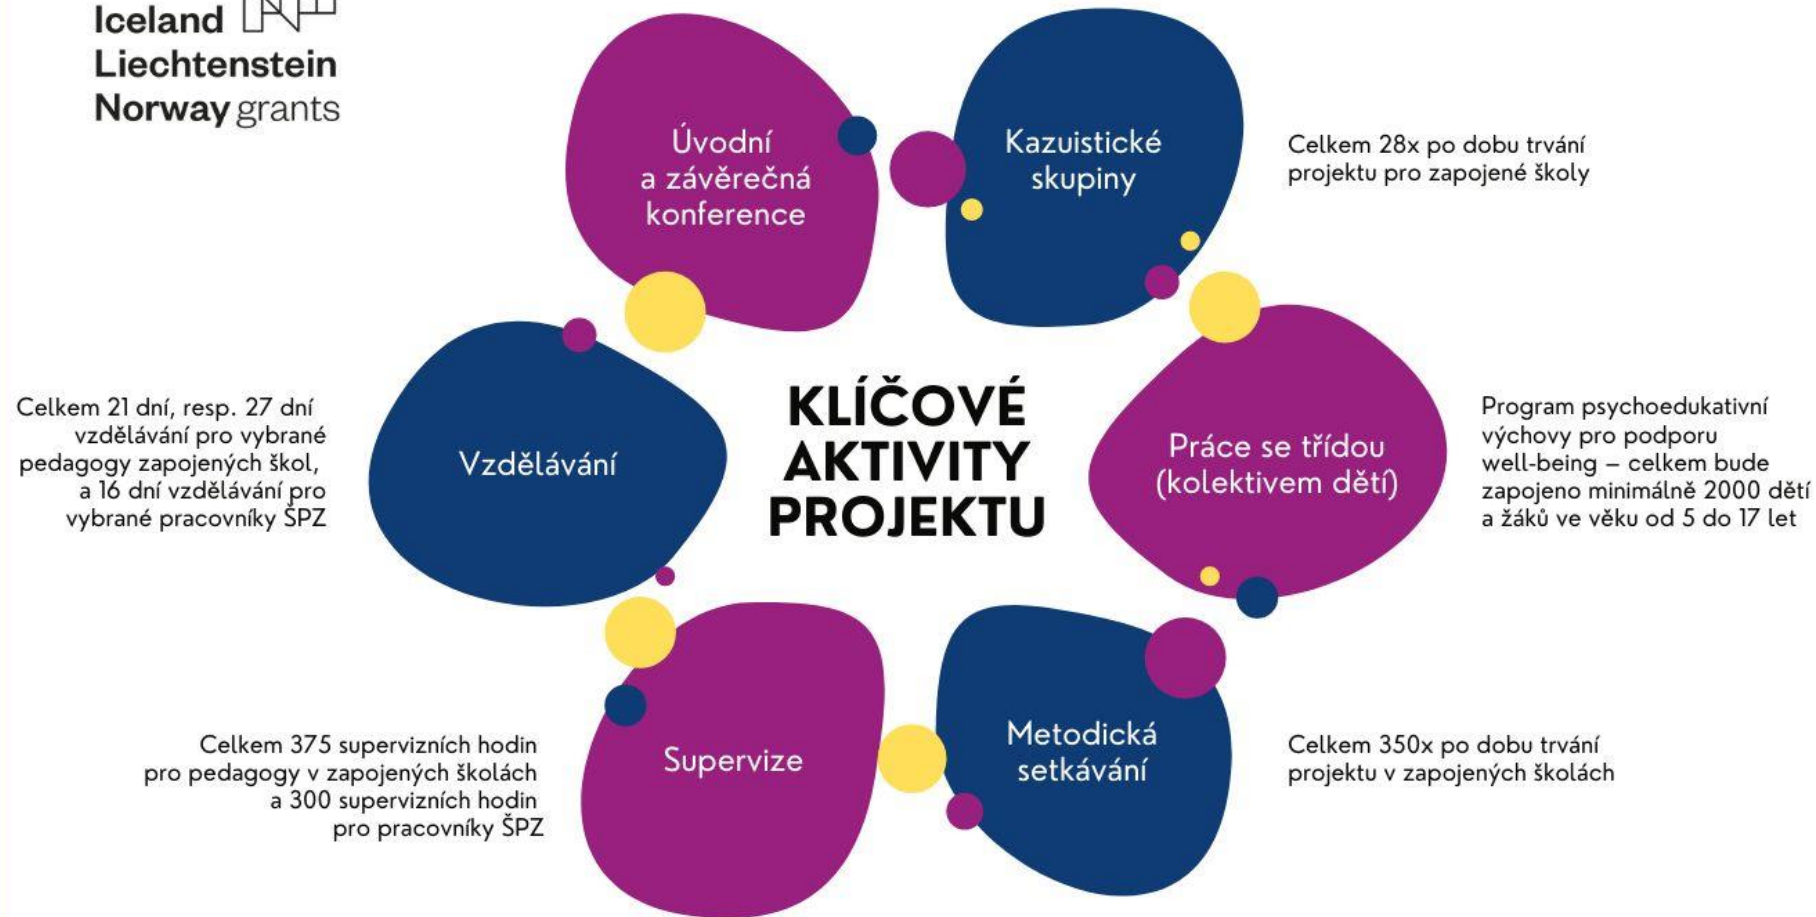 Iceland
Liechtenstein
Norway grants
Úvodní
a závěrečná
konference
Kazuistické
skupiny
Celkem 28x po dobu trvání
projektu pro zapojené školy
Celkem 21 dní, resp. 27 dní
vzdělávání pro vybrané
pedagogy zapojených škol,
a 16 dní vzdělávání pro
vybrané pracovníky ŠPZ
Vzdělávání
KLÍČOVÉ
AKTIVITY
PROJEKTU
Práce se třídou
(kolektivem dětí)
Program psychoedukativní
výchovy pro podporu
well-being – celkem bude
zapojeno minimálně 2000 dětí
a žáků ve věku od 5 do 17 let
Celkem 375 supervizních hodin
pro pedagogy v zapojených školách
a 300 supervizních hodin
pro pracovníky ŠPZ
Supervize
Metodická
setkávání
Celkem 350x po dobu trvání
projektu v zapojených školách